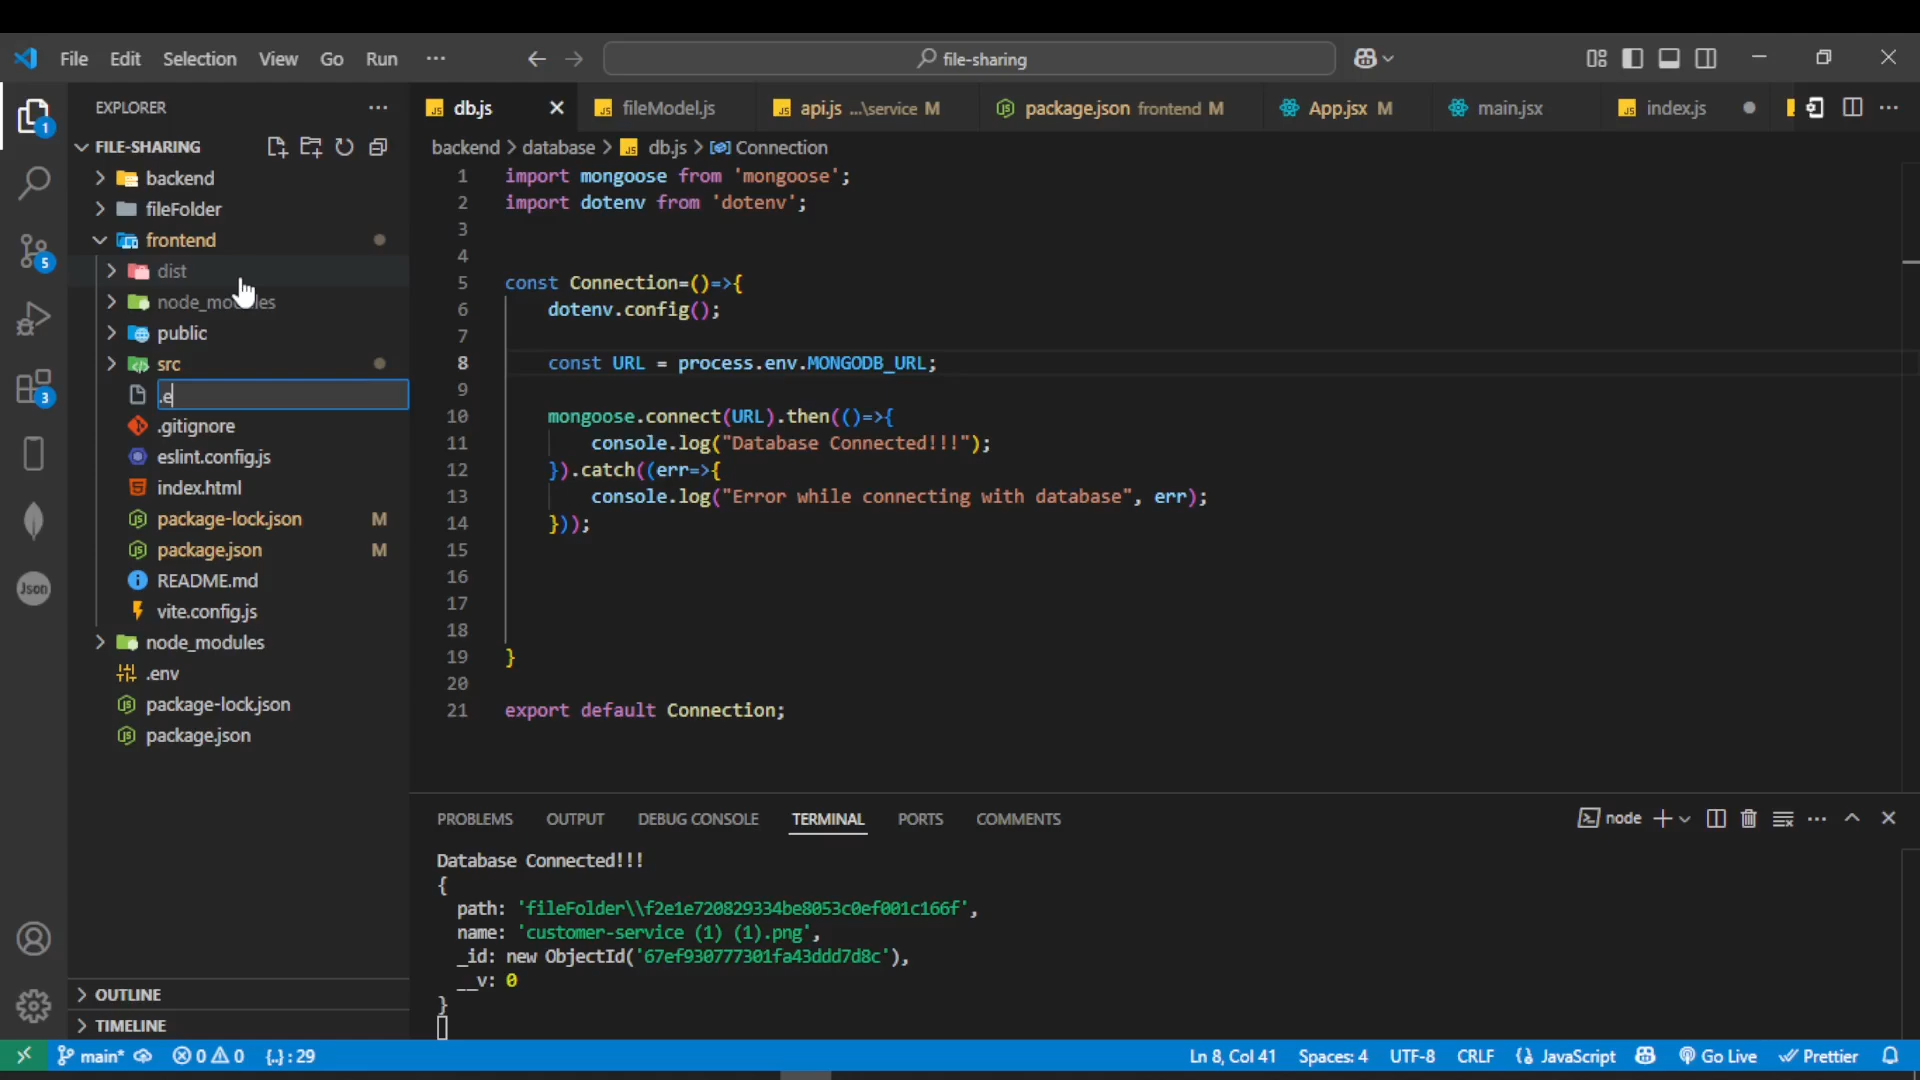 File Edit Selection View Go Run ··· file-sharing
EXPLORER ···
FILE-SHARING
backend
fileFolder
frontend
dist
node_modules
public
src
.e
.gitignore
eslint.config.js
index.html
package-lock.json M
package.json M
README.md
vite.config.js
node_modules
.env
package-lock.json
package.json
OUTLINE
TIMELINE
1
5
3
Json
db.js fileModel.js api.js ...\service M package.json frontend M App.jsx M main.jsx index.js
backend > database > db.js > Connection
1 import mongoose from 'mongoose';
2 import dotenv from 'dotenv';
3
4
5 const Connection=()=>{
6 dotenv.config();
7
8 const URL = process.env.MONGODB_URL;
9
10 mongoose.connect(URL).then(()=>{
11 console.log("Database Connected!!!");
12 }).catch((err=>{
13 console.log("Error while connecting with database", err);
14 }));
15
16
17
18
19 }
20
21 export default Connection;
PROBLEMS OUTPUT DEBUG CONSOLE TERMINAL PORTS COMMENTS node
Database Connected!!!
{
path: 'fileFolder\\f2e1e720829334be8053c0ef001c166f',
name: 'customer-service (1) (1).png',
_id: new ObjectId('67ef930777301fa43ddd7d8c'),
__v: 0
}
main* 0 0 {..} : 29 Ln 8, Col 41 Spaces: 4 UTF-8 CRLF JavaScript Go Live Prettier